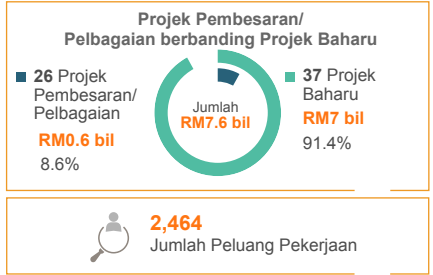 Projek Pembesaran/
Pelbagaian berbanding Projek Baharu
26 Projek
Pembesaran/
Pelbagaian
RM0.6 bil
8.6%
Jumlah
RM7.6 bil
37 Projek
Baharu
RM7 bil
91.4%
2,464
Jumlah Peluang Pekerjaan